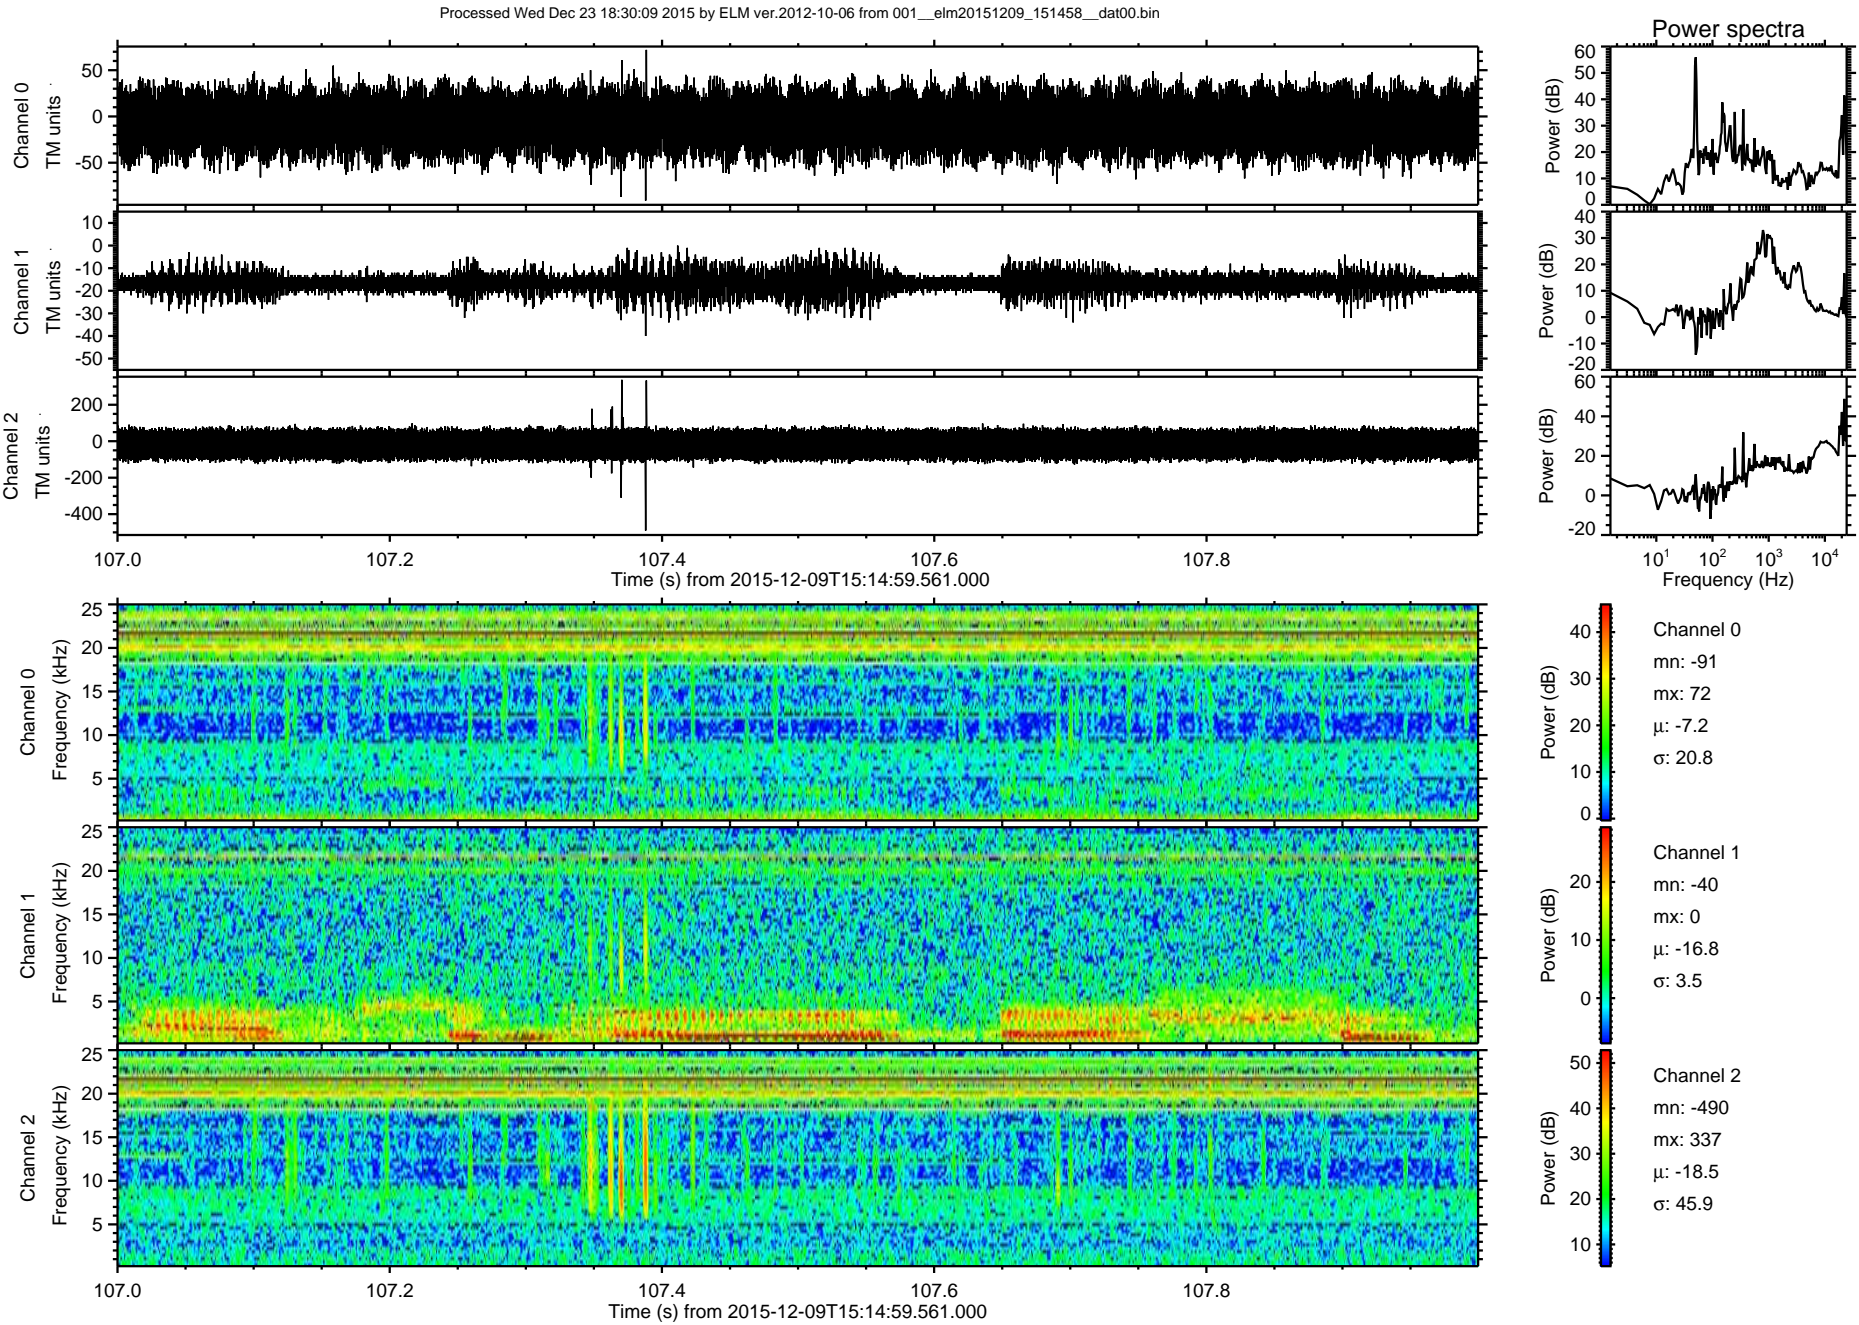 Processed Wed Dec 23 18:30:09 2015 by ELM ver.2012-10-06 from 001__elm20151209_151458__dat00.bin
Power spectra
Channel 0
TM units
50
0
-50
Power (dB)
60
50
40
30
20
10
0
Channel 1
TM units
10
0
-10
-20
-30
-40
-50
Power (dB)
40
30
20
10
0
-10
-20
Channel 2
TM units
200
0
-200
-400
Power (dB)
60
40
20
0
-20
107.0 107.2 107.4 107.6 107.8
Time (s) from 2015-12-09T15:14:59.561.000
10¹ 10² 10³ 10⁴
Frequency (Hz)
Channel 0
Frequency (kHz)
25
20
15
10
5
Power (dB)
40
30
20
10
0
Channel 0
mn: -91
mx: 72
μ: -7.2
σ: 20.8
Channel 1
Frequency (kHz)
25
20
15
10
5
Power (dB)
20
10
0
Channel 1
mn: -40
mx: 0
μ: -16.8
σ: 3.5
Channel 2
Frequency (kHz)
25
20
15
10
5
Power (dB)
50
40
30
20
10
Channel 2
mn: -490
mx: 337
μ: -18.5
σ: 45.9
107.0 107.2 107.4 107.6 107.8
Time (s) from 2015-12-09T15:14:59.561.000